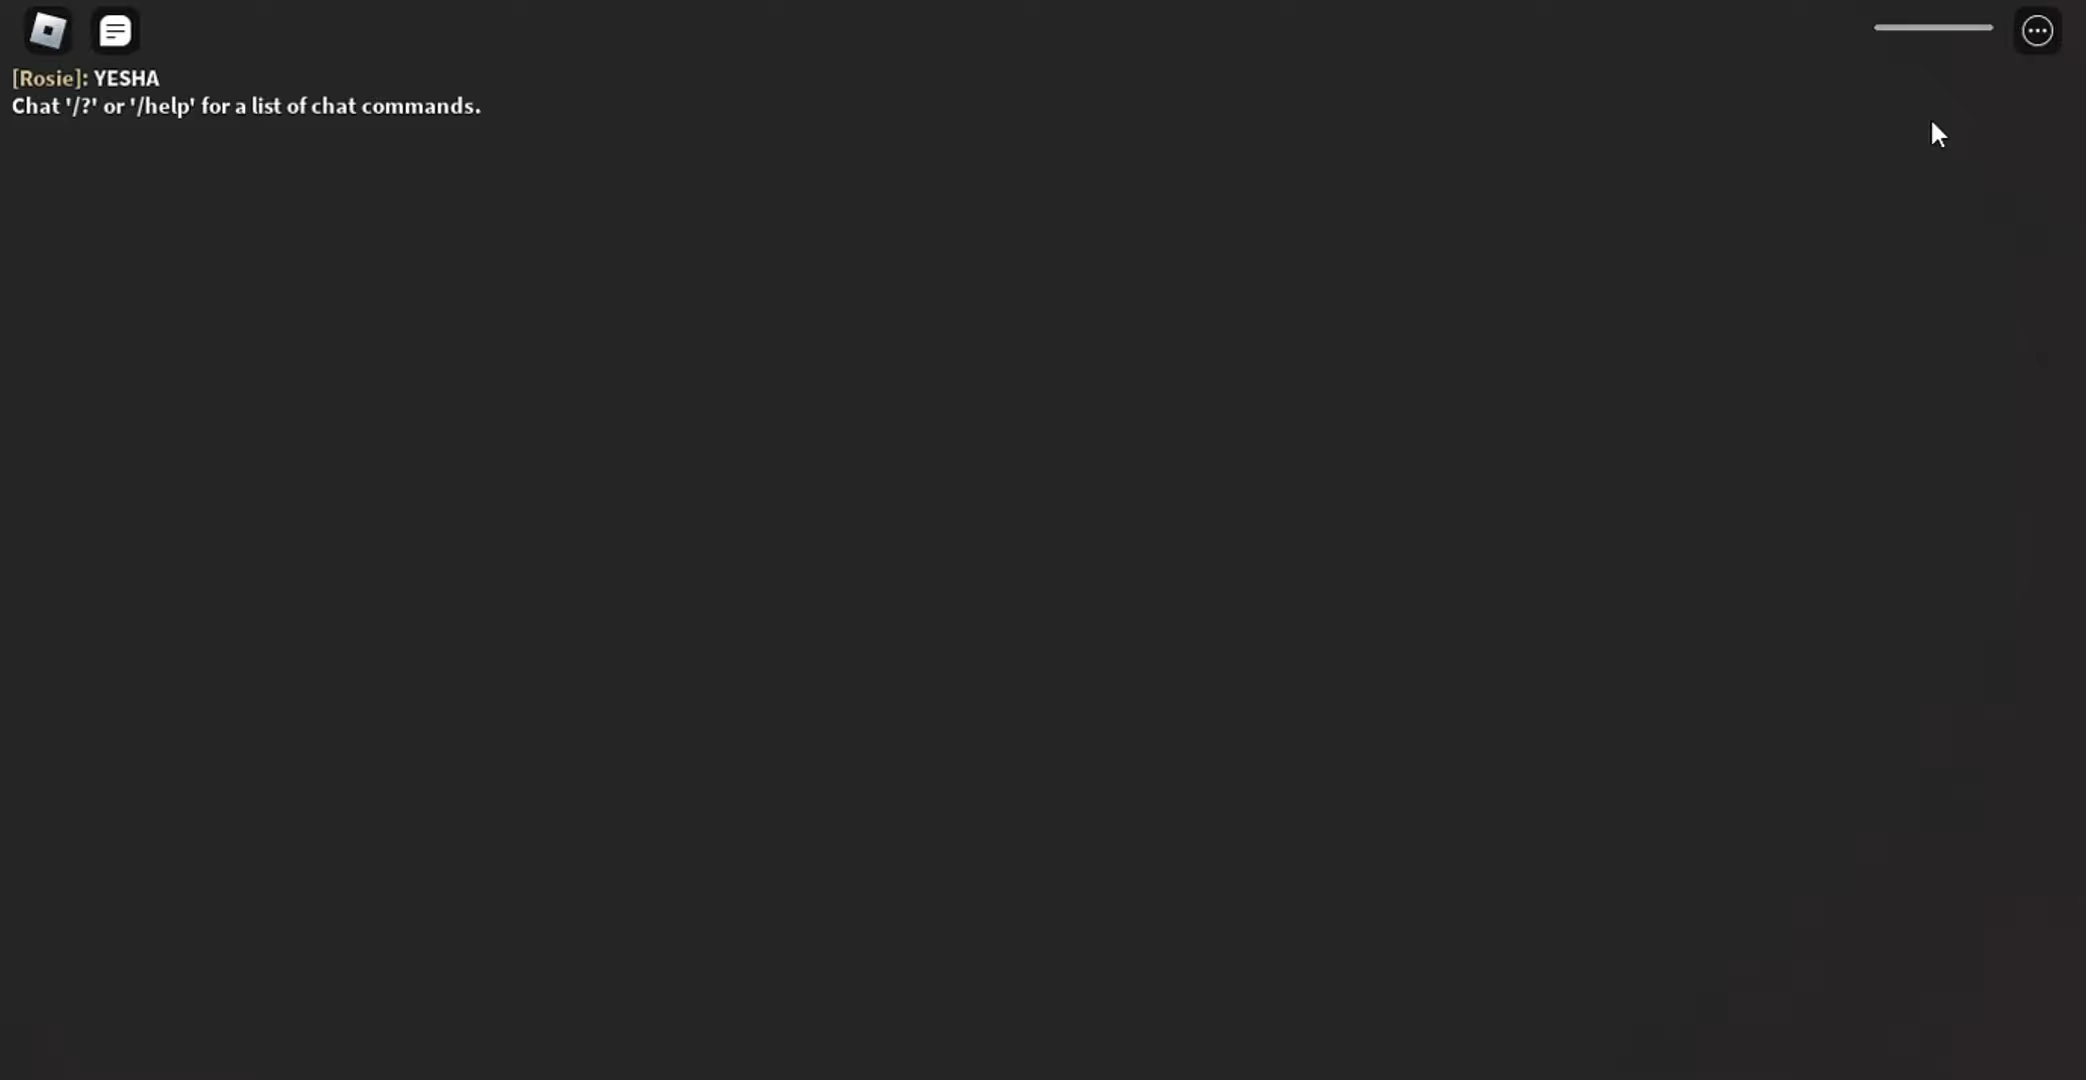 [Rosie]: YESHA
Chat '/?' or '/help' for a list of chat commands.